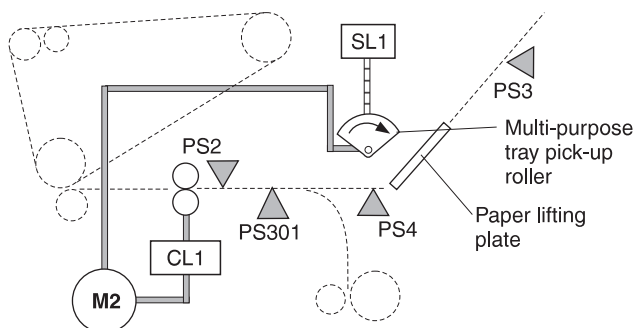 SL1
PS3
Multi-purpose
tray pick-up
roller
PS2
Paper lifting
plate
PS301
PS4
CL1
M2